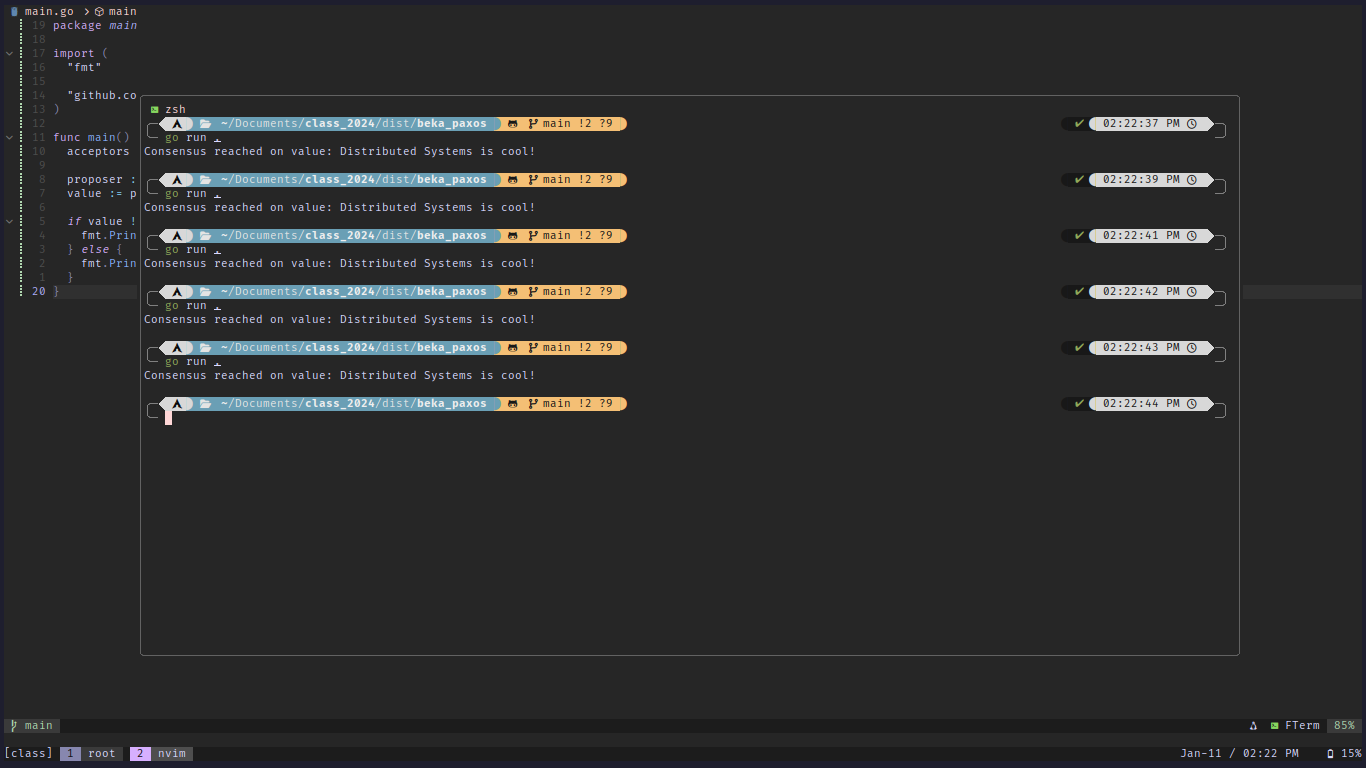 main.go > main
19 package main
18
17 import (
16 "fmt"
15
14 "github.co
13 )
12
11 func main()
10 acceptors
9
8 proposer :
7 value := p
6
5 if value !
4 fmt.Prin
3 } else {
2 fmt.Prin
1 }
20 }
zsh
~/Documents/class_2024/dist/beka_paxos main !2 ?9 ✔ 02:22:37 PM
go run .
Consensus reached on value: Distributed Systems is cool!
~/Documents/class_2024/dist/beka_paxos main !2 ?9 ✔ 02:22:39 PM
go run .
Consensus reached on value: Distributed Systems is cool!
~/Documents/class_2024/dist/beka_paxos main !2 ?9 ✔ 02:22:41 PM
go run .
Consensus reached on value: Distributed Systems is cool!
~/Documents/class_2024/dist/beka_paxos main !2 ?9 ✔ 02:22:42 PM
go run .
Consensus reached on value: Distributed Systems is cool!
~/Documents/class_2024/dist/beka_paxos main !2 ?9 ✔ 02:22:43 PM
go run .
Consensus reached on value: Distributed Systems is cool!
~/Documents/class_2024/dist/beka_paxos main !2 ?9 ✔ 02:22:44 PM
main FTerm 85%
[class] 1 root 2 nvim Jan-11 / 02:22 PM 15%